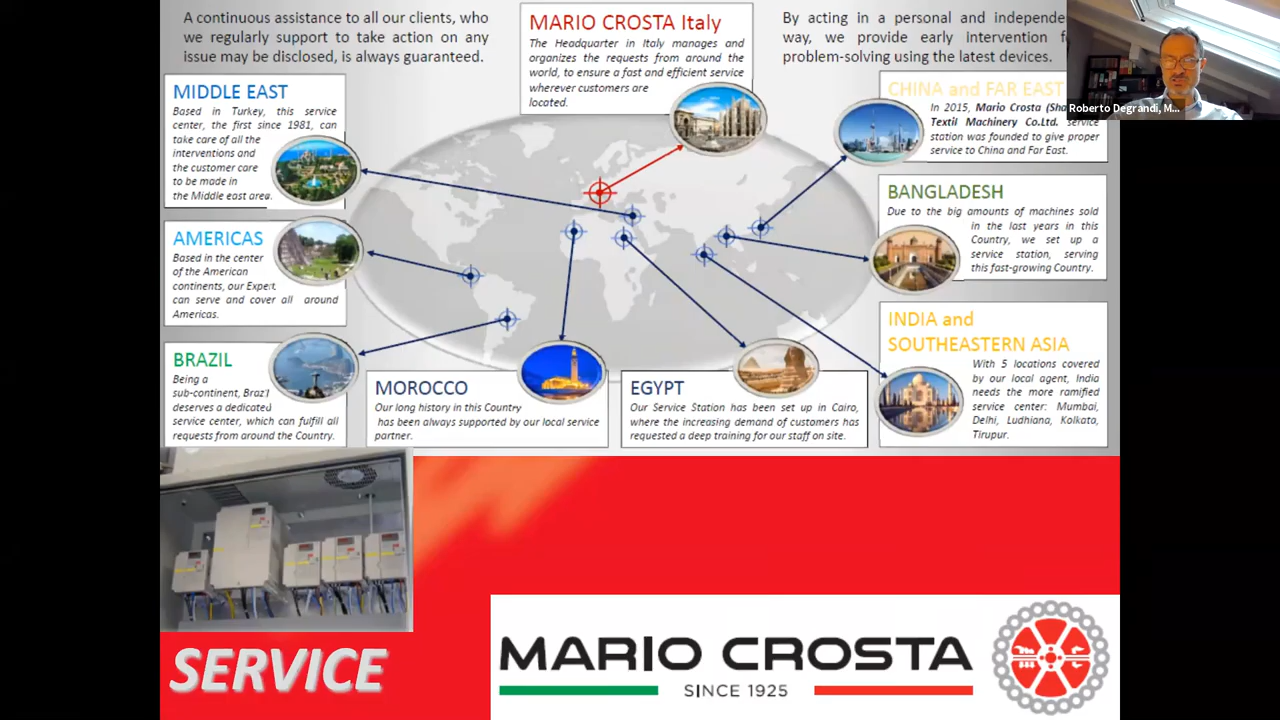 A continuous assistance to all our clients, who
we regularly support to take action on any
issue may be disclosed, is always guaranteed.
MARIO CROSTA Italy
The Headquarter in Italy manages and
organizes the requests from around the
world, to ensure a fast and efficient service
wherever customers are
located.
By acting in a personal and independe
way, we provide early intervention f
problem-solving using the latest devices.
Roberto Degrandi, M...
MIDDLE EAST
Based in Turkey, this service
center, the first since 1981, can
take care of all the
interventions and
the customer care
to be made in
the Middle east area.
CHINA and FAR EAST
In 2015, Mario Crosta (Sha
Textil Machinery Co.Ltd. service
station was founded to give proper
service to China and Far East.
AMERICAS
Based in the center
of the American
continents, our Expert
can serve and cover all around
Americas.
BANGLADESH
Due to the big amounts of machines sold
in the last years in this
Country, we set up a
service station, serving
this fast-growing Country.
BRAZIL
Being a
sub-continent, Brazil
deserves a dedicated
service center, which can fulfill all
requests from around the Country.
MOROCCO
Our long history in this Country
has been always supported by our local service
partner.
EGYPT
Our Service Station has been set up in Cairo,
where the increasing demand of customers has
requested a deep training for our staff on site.
INDIA and
SOUTHEASTERN ASIA
With 5 locations covered
by our local agent, India
needs the more ramified
service center: Mumbai,
Delhi, Ludhiana, Kolkata,
Tirupur.
SERVICE
MARIO CROSTA
SINCE 1925